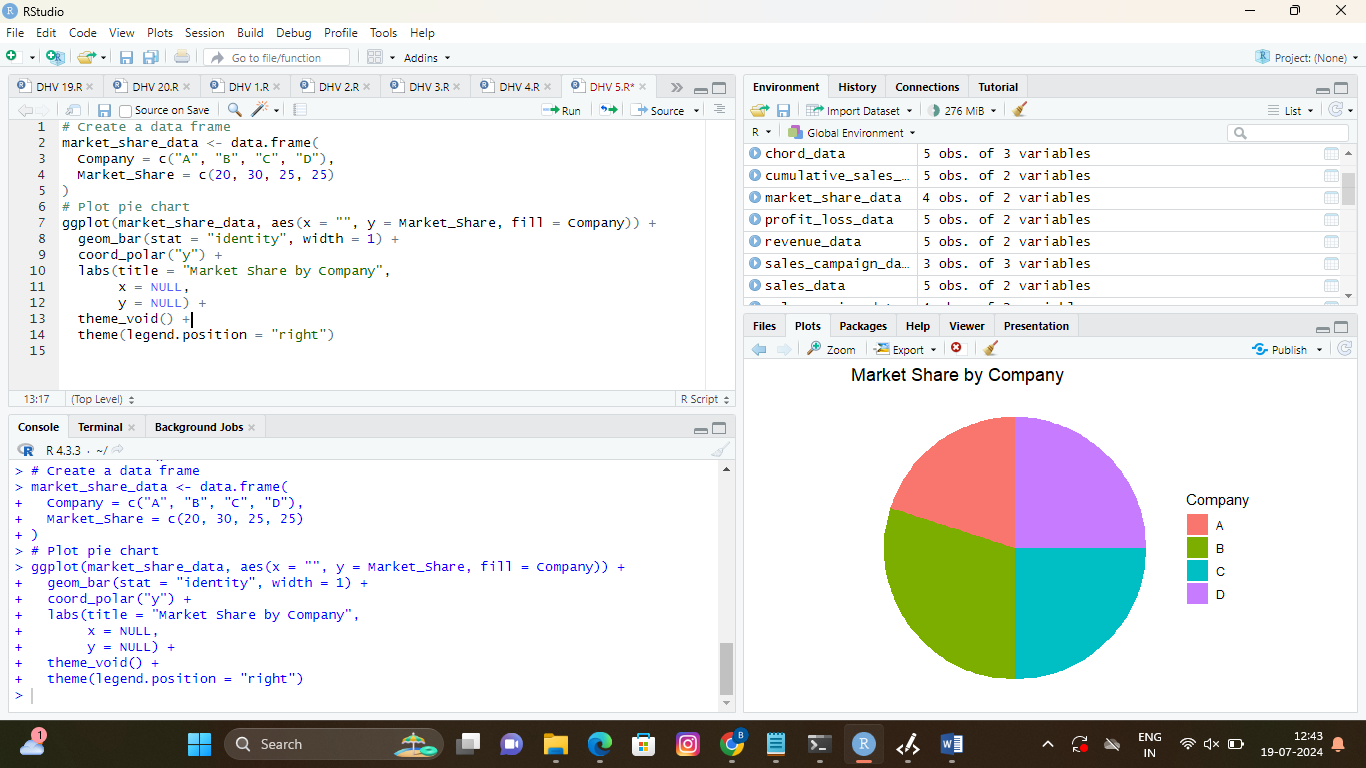 RStudio
File Edit Code View Plots Session Build Debug Profile Tools Help
Go to file/function Addins Project: (None)
DHV 19.R DHV 20.R DHV 1.R DHV 2.R DHV 3.R DHV 4.R DHV 5.R*
Source on Save Run Source
1 # Create a data frame
2 market_share_data <- data.frame(
3 Company = c("A", "B", "C", "D"),
4 Market_Share = c(20, 30, 25, 25)
5 )
6 # Plot pie chart
7 ggplot(market_share_data, aes(x = "", y = Market_Share, fill = Company)) +
8 geom_bar(stat = "identity", width = 1) +
9 coord_polar("y") +
10 labs(title = "Market Share by Company",
11 x = NULL,
12 y = NULL) +
13 theme_void() +
14 theme(legend.position = "right")
15
13:17 (Top Level) R Script
Console Terminal Background Jobs
R R 4.3.3 · ~/
> # Create a data frame
> market_share_data <- data.frame(
+ Company = c("A", "B", "C", "D"),
+ Market_Share = c(20, 30, 25, 25)
+ )
> # Plot pie chart
> ggplot(market_share_data, aes(x = "", y = Market_Share, fill = Company)) +
+ geom_bar(stat = "identity", width = 1) +
+ coord_polar("y") +
+ labs(title = "Market Share by Company",
+ x = NULL,
+ y = NULL) +
+ theme_void() +
+ theme(legend.position = "right")
>
Environment History Connections Tutorial
Import Dataset 276 MiB List
R Global Environment
chord_data 5 obs. of 3 variables
cumulative_sales_… 5 obs. of 2 variables
market_share_data 4 obs. of 2 variables
profit_loss_data 5 obs. of 2 variables
revenue_data 5 obs. of 2 variables
sales_campaign_da… 3 obs. of 3 variables
sales_data 5 obs. of 2 variables
Files Plots Packages Help Viewer Presentation
Zoom Export Publish
Market Share by Company
Company
A
B
C
D
1 Search B R W ENG
IN
12:43
19-07-2024